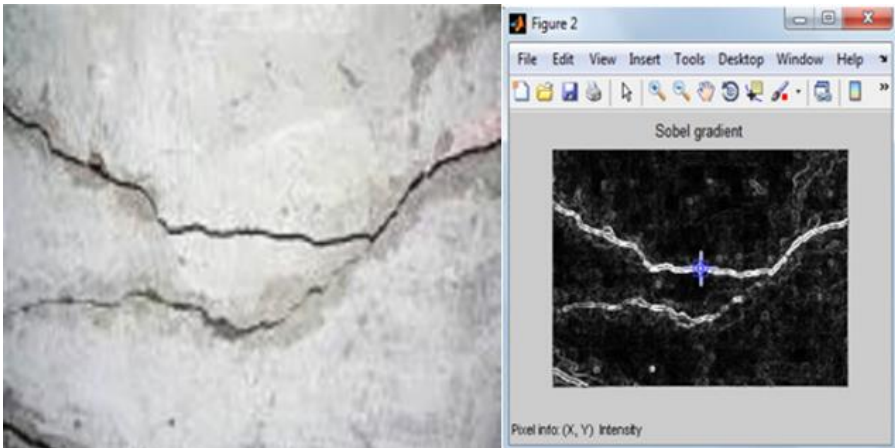 Figure 2
File Edit View Insert Tools Desktop Window Help
Sobel gradient
Pixel info: (X, Y) Intensity